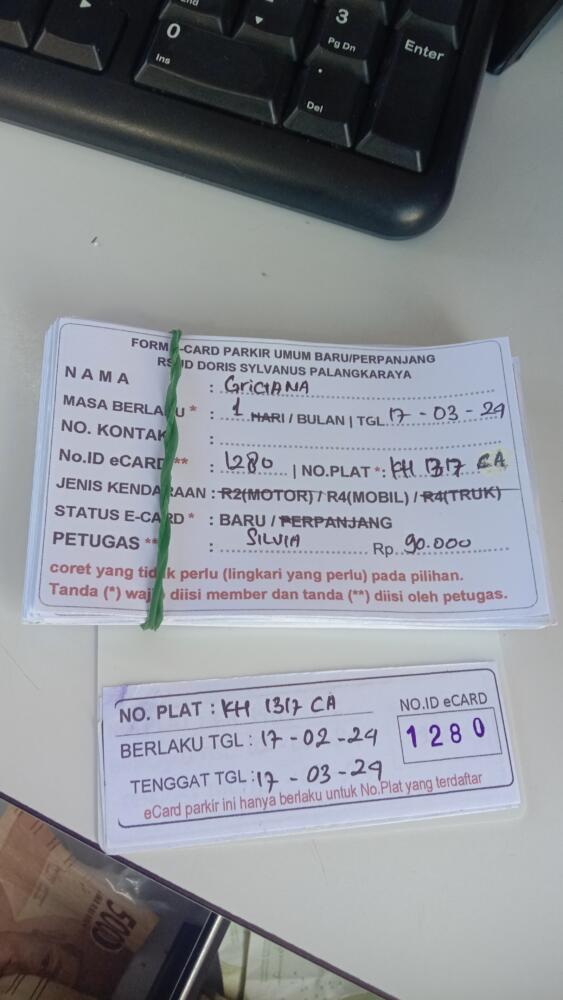 End
3
Pg Dn
0
Ins
.
Del
Enter
FORM E-CARD PARKIR UMUM BARU/PERPANJANG
RSUD DORIS SYLVANUS PALANGKARAYA
NAMA : GRICIANA
MASA BERLAKU * : 1 HARI / BULAN | TGL. 17 - 03 - 24
NO. KONTAK :
No.ID eCARD ** : 1280 | NO.PLAT *: KH 1317 CA
JENIS KENDARAAN : R2(MOTOR) / R4(MOBIL) / R4(TRUK)
STATUS E-CARD * : BARU / PERPANJANG
PETUGAS ** : SILVIA Rp. 90.000
coret yang tidak perlu (lingkari yang perlu) pada pilihan.
Tanda (*) wajib diisi member dan tanda (**) diisi oleh petugas.
NO. PLAT : KH 1317 CA
NO.ID eCARD
BERLAKU TGL : 17 - 02 - 24
1280
TENGGAT TGL : 17 - 03 - 24
eCard parkir ini hanya berlaku untuk No.Plat yang terdaftar
5000